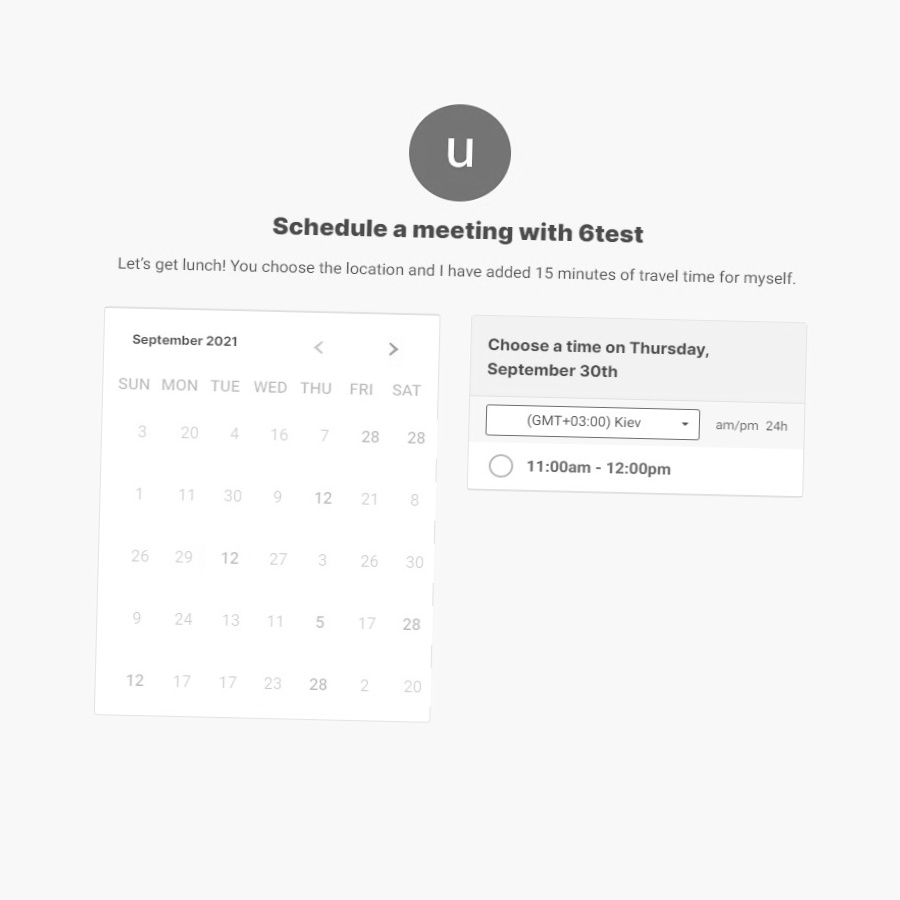 u
Schedule a meeting with 6test
Let's get lunch! You choose the location and I have added 15 minutes of travel time for myself.
September 2021
SUN MON TUE WED THU FRI SAT
3 20 4 16 7 28 28
1 11 30 9 12 21 8
26 29 12 27 3 26 30
9 24 13 11 5 17 28
12 17 17 23 28 2 20
Choose a time on Thursday,
September 30th
(GMT+03:00) Kiev am/pm 24h
11:00am - 12:00pm